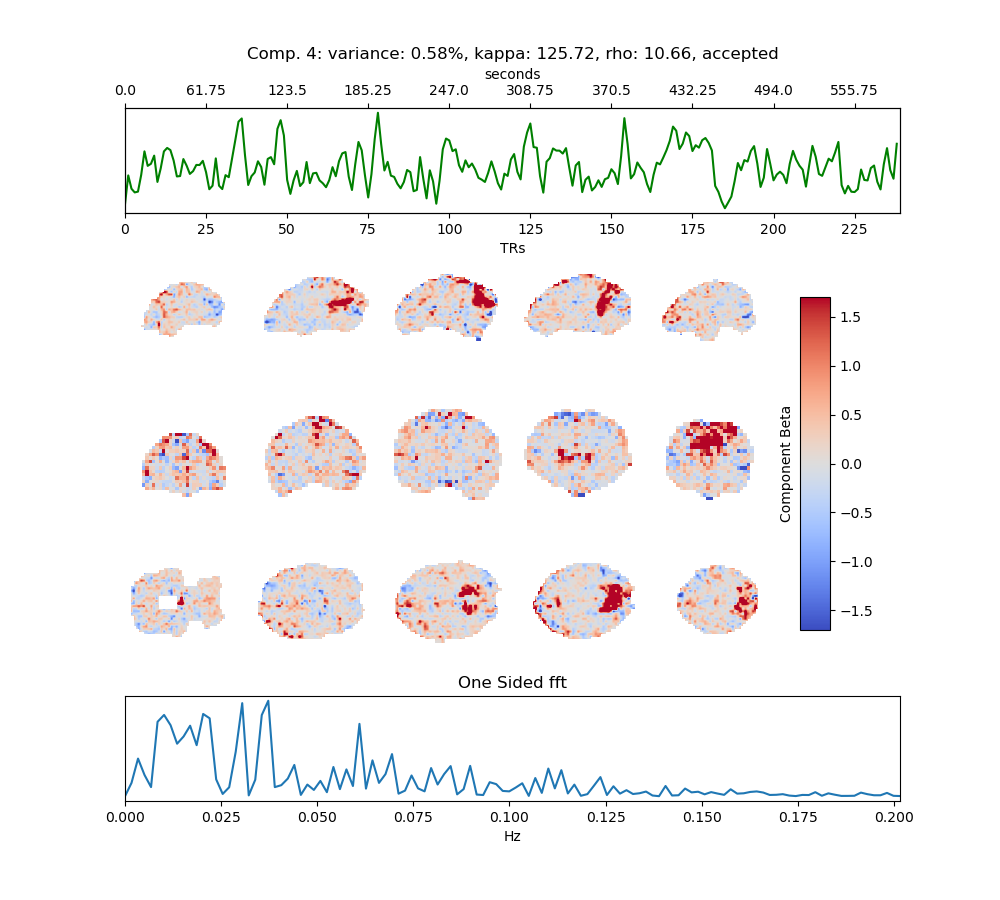 Comp. 4: variance: 0.58%, kappa: 125.72, rho: 10.66, accepted
seconds
0.0 61.75 123.5 185.25 247.0 308.75 370.5 432.25 494.0 555.75
0 25 50 75 100 125 150 175 200 225
TRs
1.5
1.0
0.5
0.0
−0.5
−1.0
−1.5
Component Beta
One Sided fft
0.000 0.025 0.050 0.075 0.100 0.125 0.150 0.175 0.200
Hz